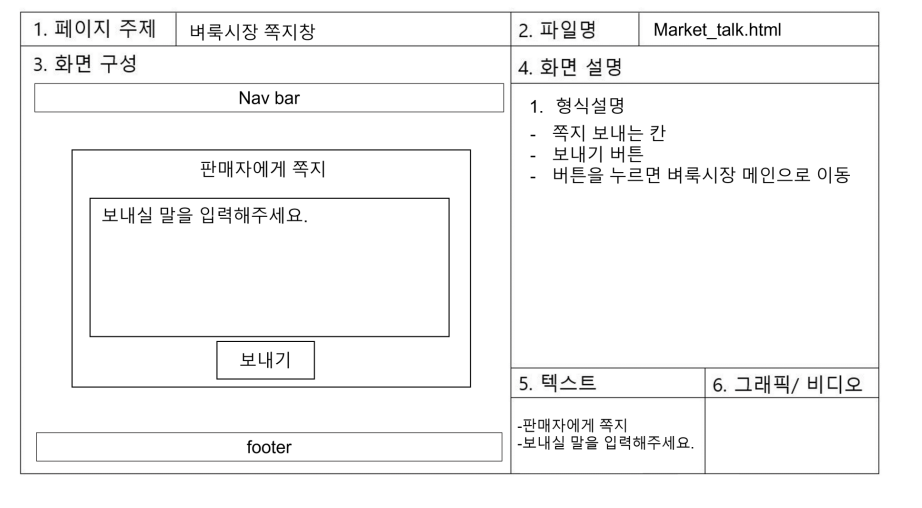 1. 페이지 주제
벼룩시장 쪽지창
2. 파일명
Market_talk.html
3. 화면 구성
Nav bar
판매자에게 쪽지
보내실 말을 입력해주세요.
보내기
footer
4. 화면 설명
1. 형식설명
- 쪽지 보내는 칸
- 보내기 버튼
- 버튼을 누르면 벼룩시장 메인으로 이동
5. 텍스트
-판매자에게 쪽지
-보내실 말을 입력해주세요.
6. 그래픽/ 비디오